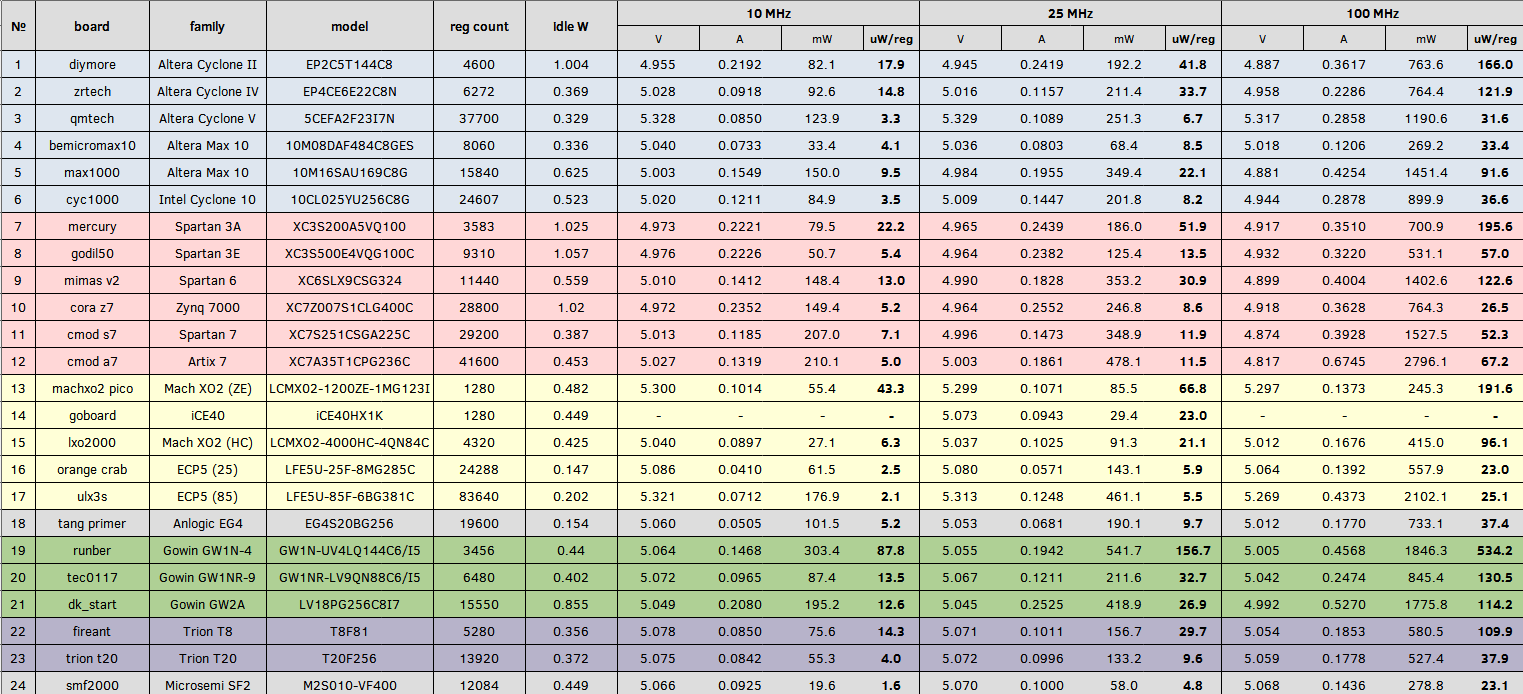 № board family model reg count idle W 10 MHz 25 MHz 100 MHz
V A mW uW/reg V A mW uW/reg V A mW uW/reg
1 diymore Altera Cyclone II EP2C5T144C8 4600 1.004 4.955 0.2192 82.1 17.9 4.945 0.2419 192.2 41.8 4.887 0.3617 763.6 166.0
2 zrtech Altera Cyclone IV EP4CE6E22C8N 6272 0.369 5.028 0.0918 92.6 14.8 5.016 0.1157 211.4 33.7 4.958 0.2286 764.4 121.9
3 qmtech Altera Cyclone V 5CEFA2F23I7N 37700 0.329 5.328 0.0850 123.9 3.3 5.329 0.1089 251.3 6.7 5.317 0.2858 1190.6 31.6
4 bemicromax10 Altera Max 10 10M08DAF484C8GES 8060 0.336 5.040 0.0733 33.4 4.1 5.036 0.0803 68.4 8.5 5.018 0.1206 269.2 33.4
5 max1000 Altera Max 10 10M16SAU169C8G 15840 0.625 5.003 0.1549 150.0 9.5 4.984 0.1955 349.4 22.1 4.881 0.4254 1451.4 91.6
6 cyc1000 Intel Cyclone 10 10CL025YU256C8G 24607 0.523 5.020 0.1211 84.9 3.5 5.009 0.1447 201.8 8.2 4.944 0.2878 899.9 36.6
7 mercury Spartan 3A XC3S200A5VQ100 3583 1.025 4.973 0.2221 79.5 22.2 4.965 0.2439 186.0 51.9 4.917 0.3510 700.9 195.6
8 godil50 Spartan 3E XC3S500E4VQG100C 9310 1.057 4.976 0.2226 50.7 5.4 4.964 0.2382 125.4 13.5 4.932 0.3220 531.1 57.0
9 mimas v2 Spartan 6 XC6SLX9CSG324 11440 0.559 5.010 0.1412 148.4 13.0 4.990 0.1828 353.2 30.9 4.899 0.4004 1402.6 122.6
10 cora z7 Zynq 7000 XC7Z007S1CLG400C 28800 1.02 4.972 0.2352 149.4 5.2 4.964 0.2552 246.8 8.6 4.918 0.3628 764.3 26.5
11 cmod s7 Spartan 7 XC7S251CSGA225C 29200 0.387 5.013 0.1185 207.0 7.1 4.996 0.1473 348.9 11.9 4.874 0.3928 1527.5 52.3
12 cmod a7 Artix 7 XC7A35T1CPG236C 41600 0.453 5.027 0.1319 210.1 5.0 5.003 0.1861 478.1 11.5 4.817 0.6745 2796.1 67.2
13 machxo2 pico Mach XO2 (ZE) LCMXO2-1200ZE-1MG123I 1280 0.482 5.300 0.1014 55.4 43.3 5.299 0.1071 85.5 66.8 5.297 0.1373 245.3 191.6
14 goboard iCE40 iCE40HX1K 1280 0.449 - - - - 5.073 0.0943 29.4 23.0 - - - -
15 lxo2000 Mach XO2 (HC) LCMXO2-4000HC-4QN84C 4320 0.425 5.040 0.0897 27.1 6.3 5.037 0.1025 91.3 21.1 5.012 0.1676 415.0 96.1
16 orange crab ECP5 (25) LFE5U-25F-8MG285C 24288 0.147 5.086 0.0410 61.5 2.5 5.080 0.0571 143.1 5.9 5.064 0.1392 557.9 23.0
17 ulx3s ECP5 (85) LFE5U-85F-6BG381C 83640 0.202 5.321 0.0712 176.9 2.1 5.313 0.1248 461.1 5.5 5.269 0.4373 2102.1 25.1
18 tang primer Anlogic EG4 EG4S20BG256 19600 0.154 5.060 0.0505 101.5 5.2 5.053 0.0681 190.1 9.7 5.012 0.1770 733.1 37.4
19 runber Gowin GW1N-4 GW1N-UV4LQ144C6/I5 3456 0.44 5.064 0.1468 303.4 87.8 5.055 0.1942 541.7 156.7 5.005 0.4568 1846.3 534.2
20 tec0117 Gowin GW1NR-9 GW1NR-LV9QN88C6/I5 6480 0.402 5.072 0.0965 87.4 13.5 5.067 0.1211 211.6 32.7 5.042 0.2474 845.4 130.5
21 dk_start Gowin GW2A LV18PG256C8I7 15550 0.855 5.049 0.2080 195.2 12.6 5.045 0.2525 418.9 26.9 4.992 0.5270 1775.8 114.2
22 fireant Trion T8 T8F81 5280 0.356 5.078 0.0850 75.6 14.3 5.071 0.1011 156.7 29.7 5.054 0.1853 580.5 109.9
23 trion t20 Trion T20 T20F256 13920 0.372 5.075 0.0842 55.3 4.0 5.072 0.0996 133.2 9.6 5.059 0.1778 527.4 37.9
24 smf2000 Microsemi SF2 M2S010-VF400 12084 0.449 5.066 0.0925 19.6 1.6 5.070 0.1000 58.0 4.8 5.068 0.1436 278.8 23.1